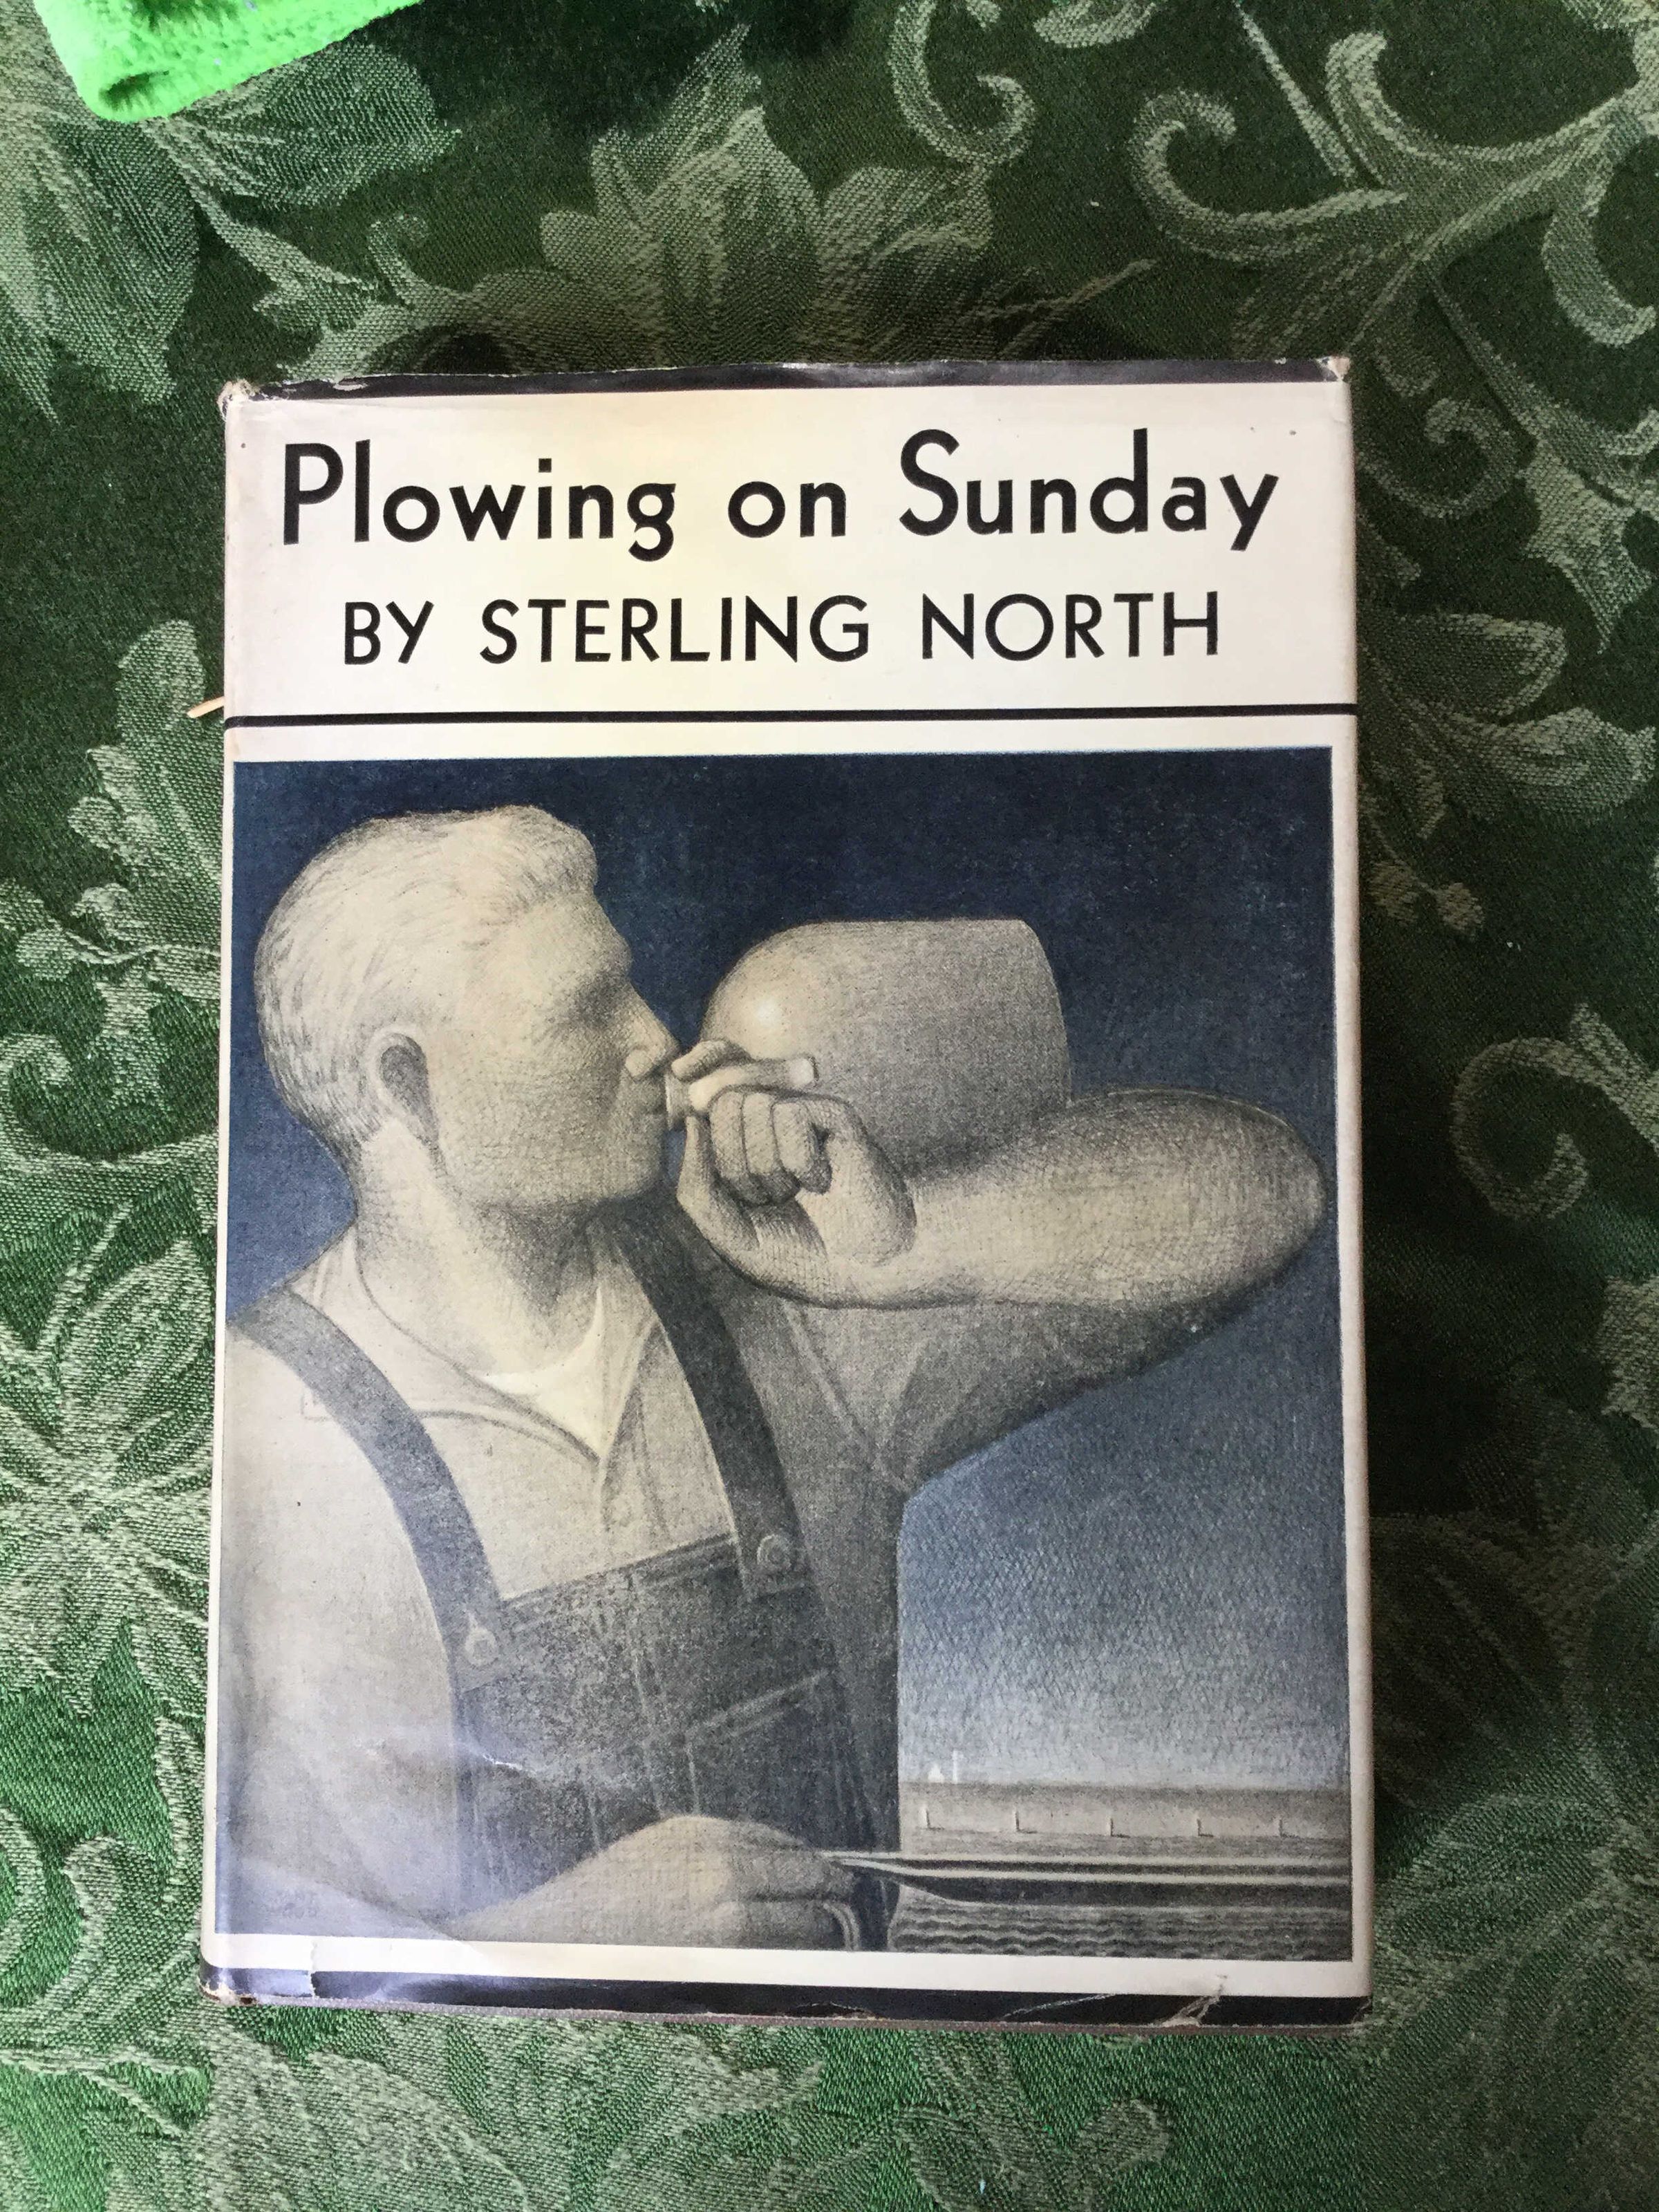 Plowing on Sunday
BY STERLING NORTH